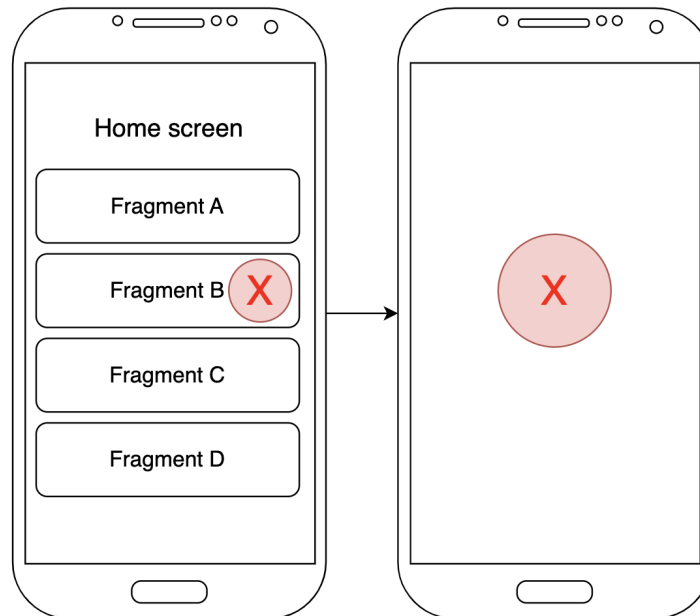 Home screen
Fragment A
Fragment B X
Fragment C
Fragment D
X